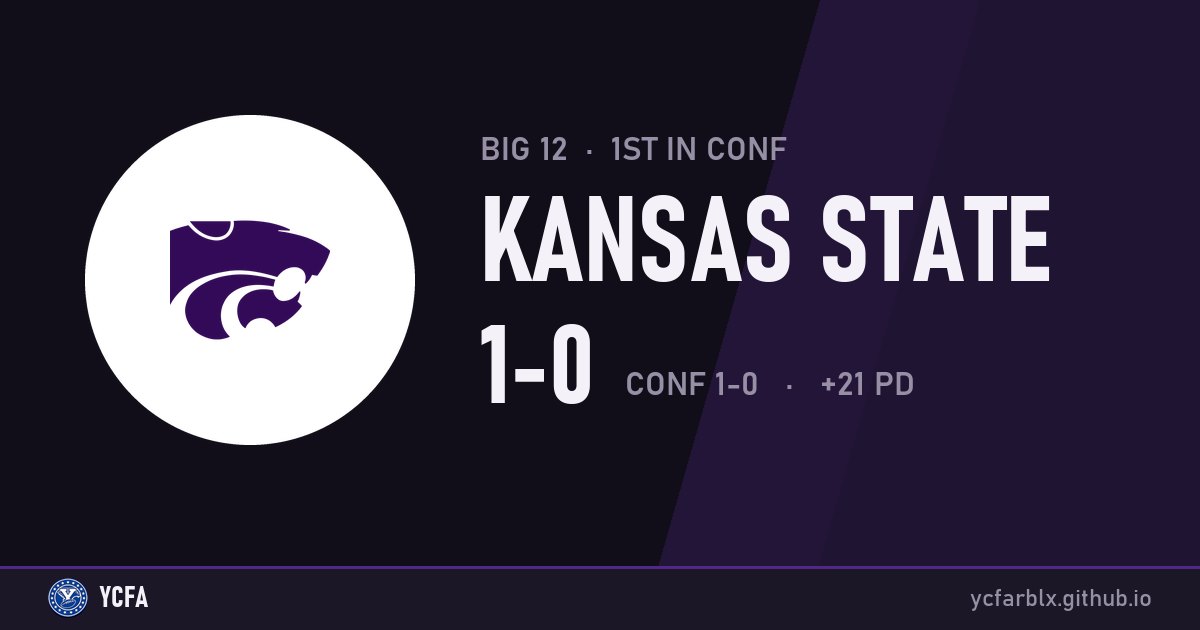 BIG 12 · 1ST IN CONF
KANSAS STATE
1-0 CONF 1-0 · +21 PD
YCFA
ycfarblx.github.io